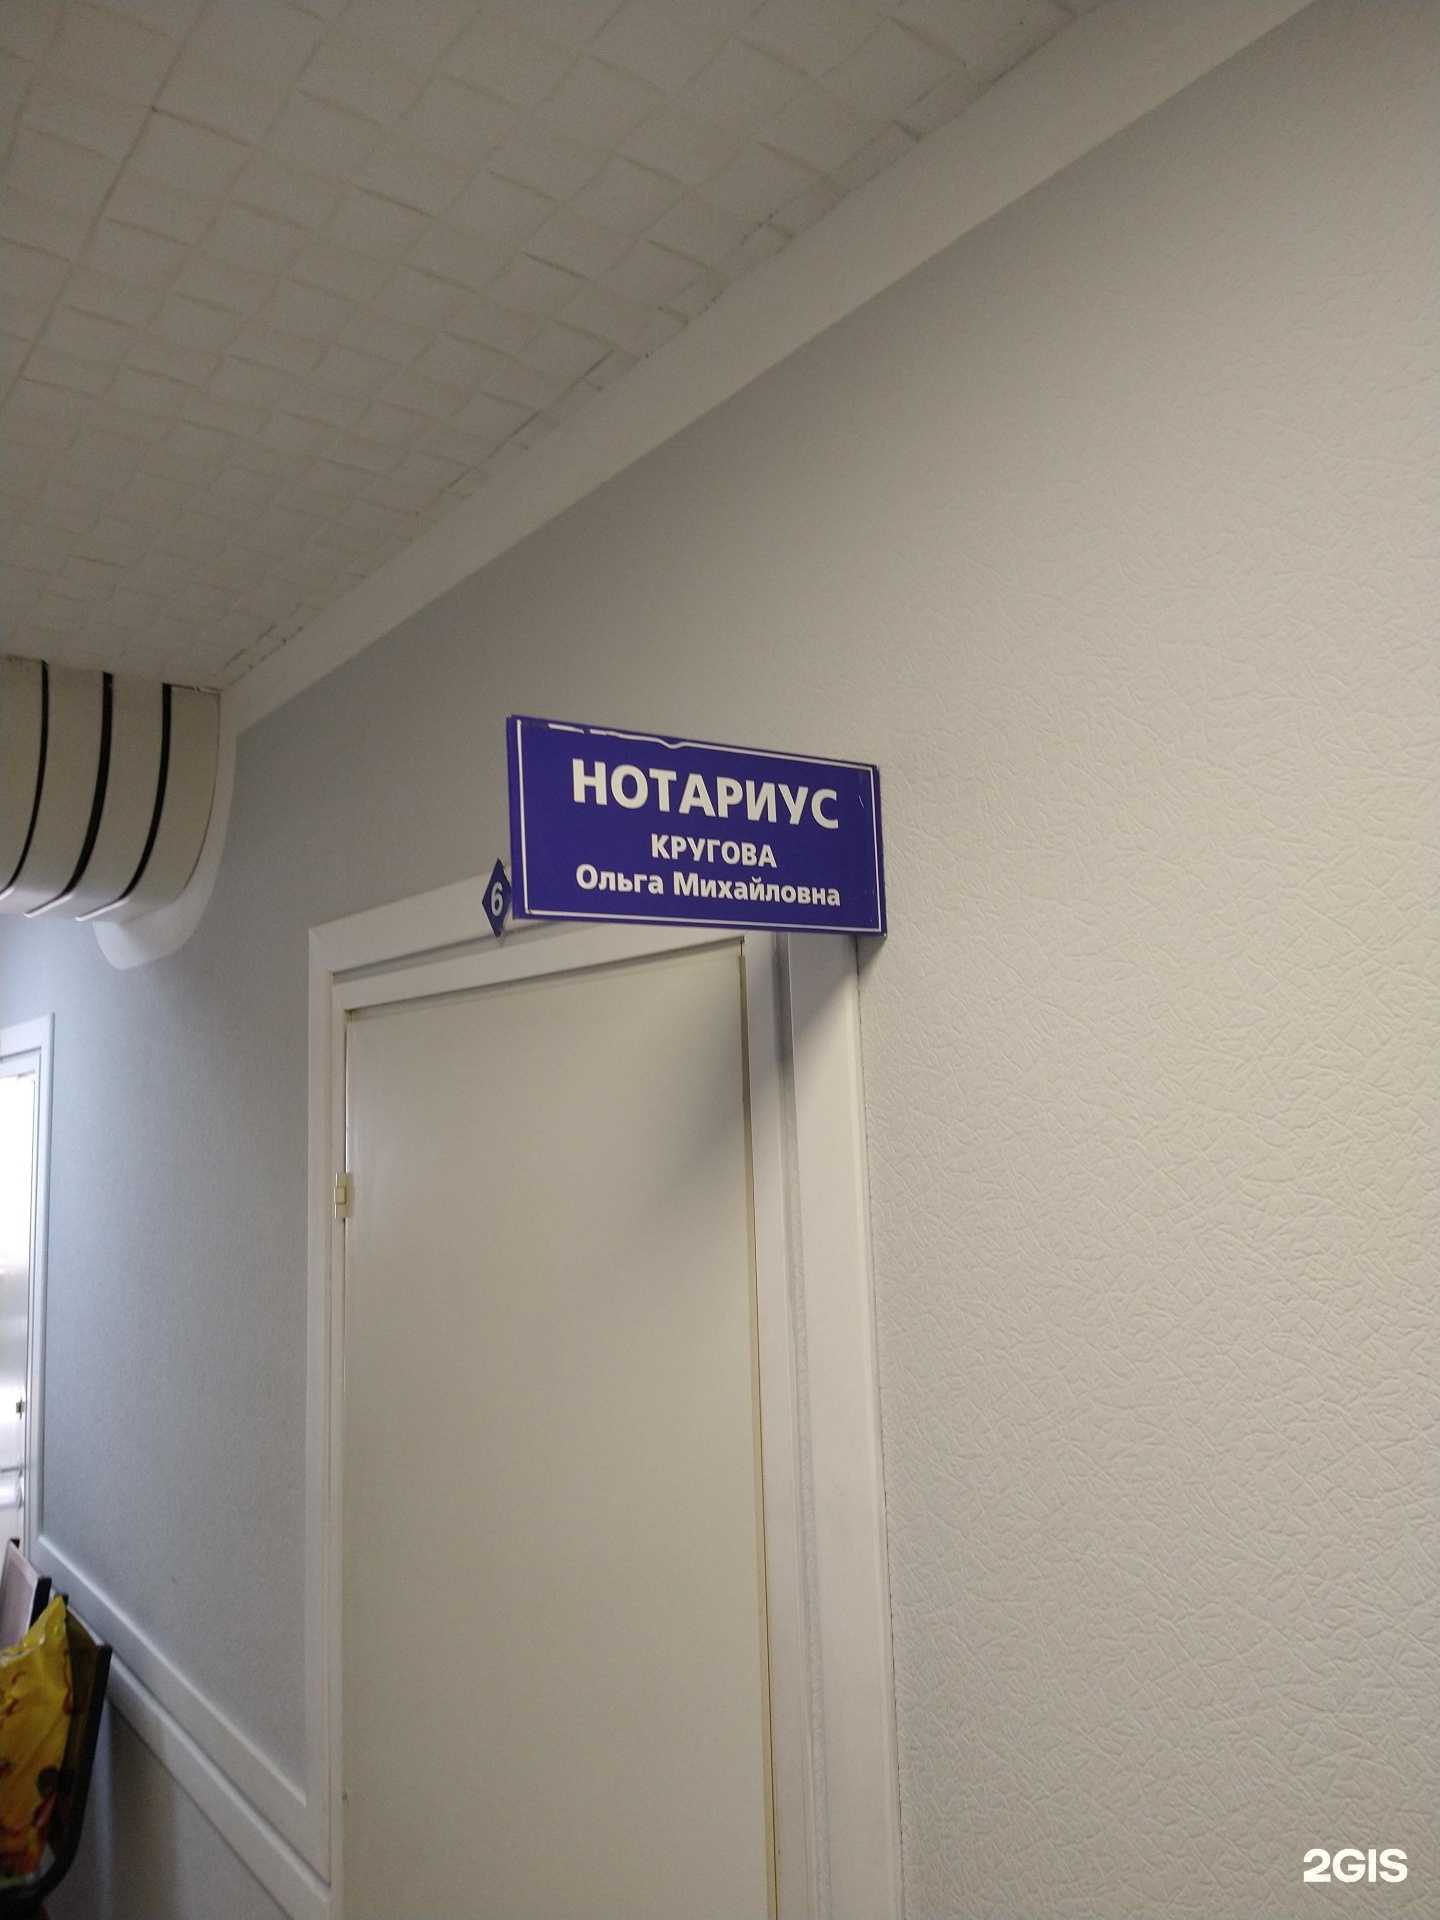 НОТАРИУС
КРУГОВА
Ольга Михайловна
6
2GIS